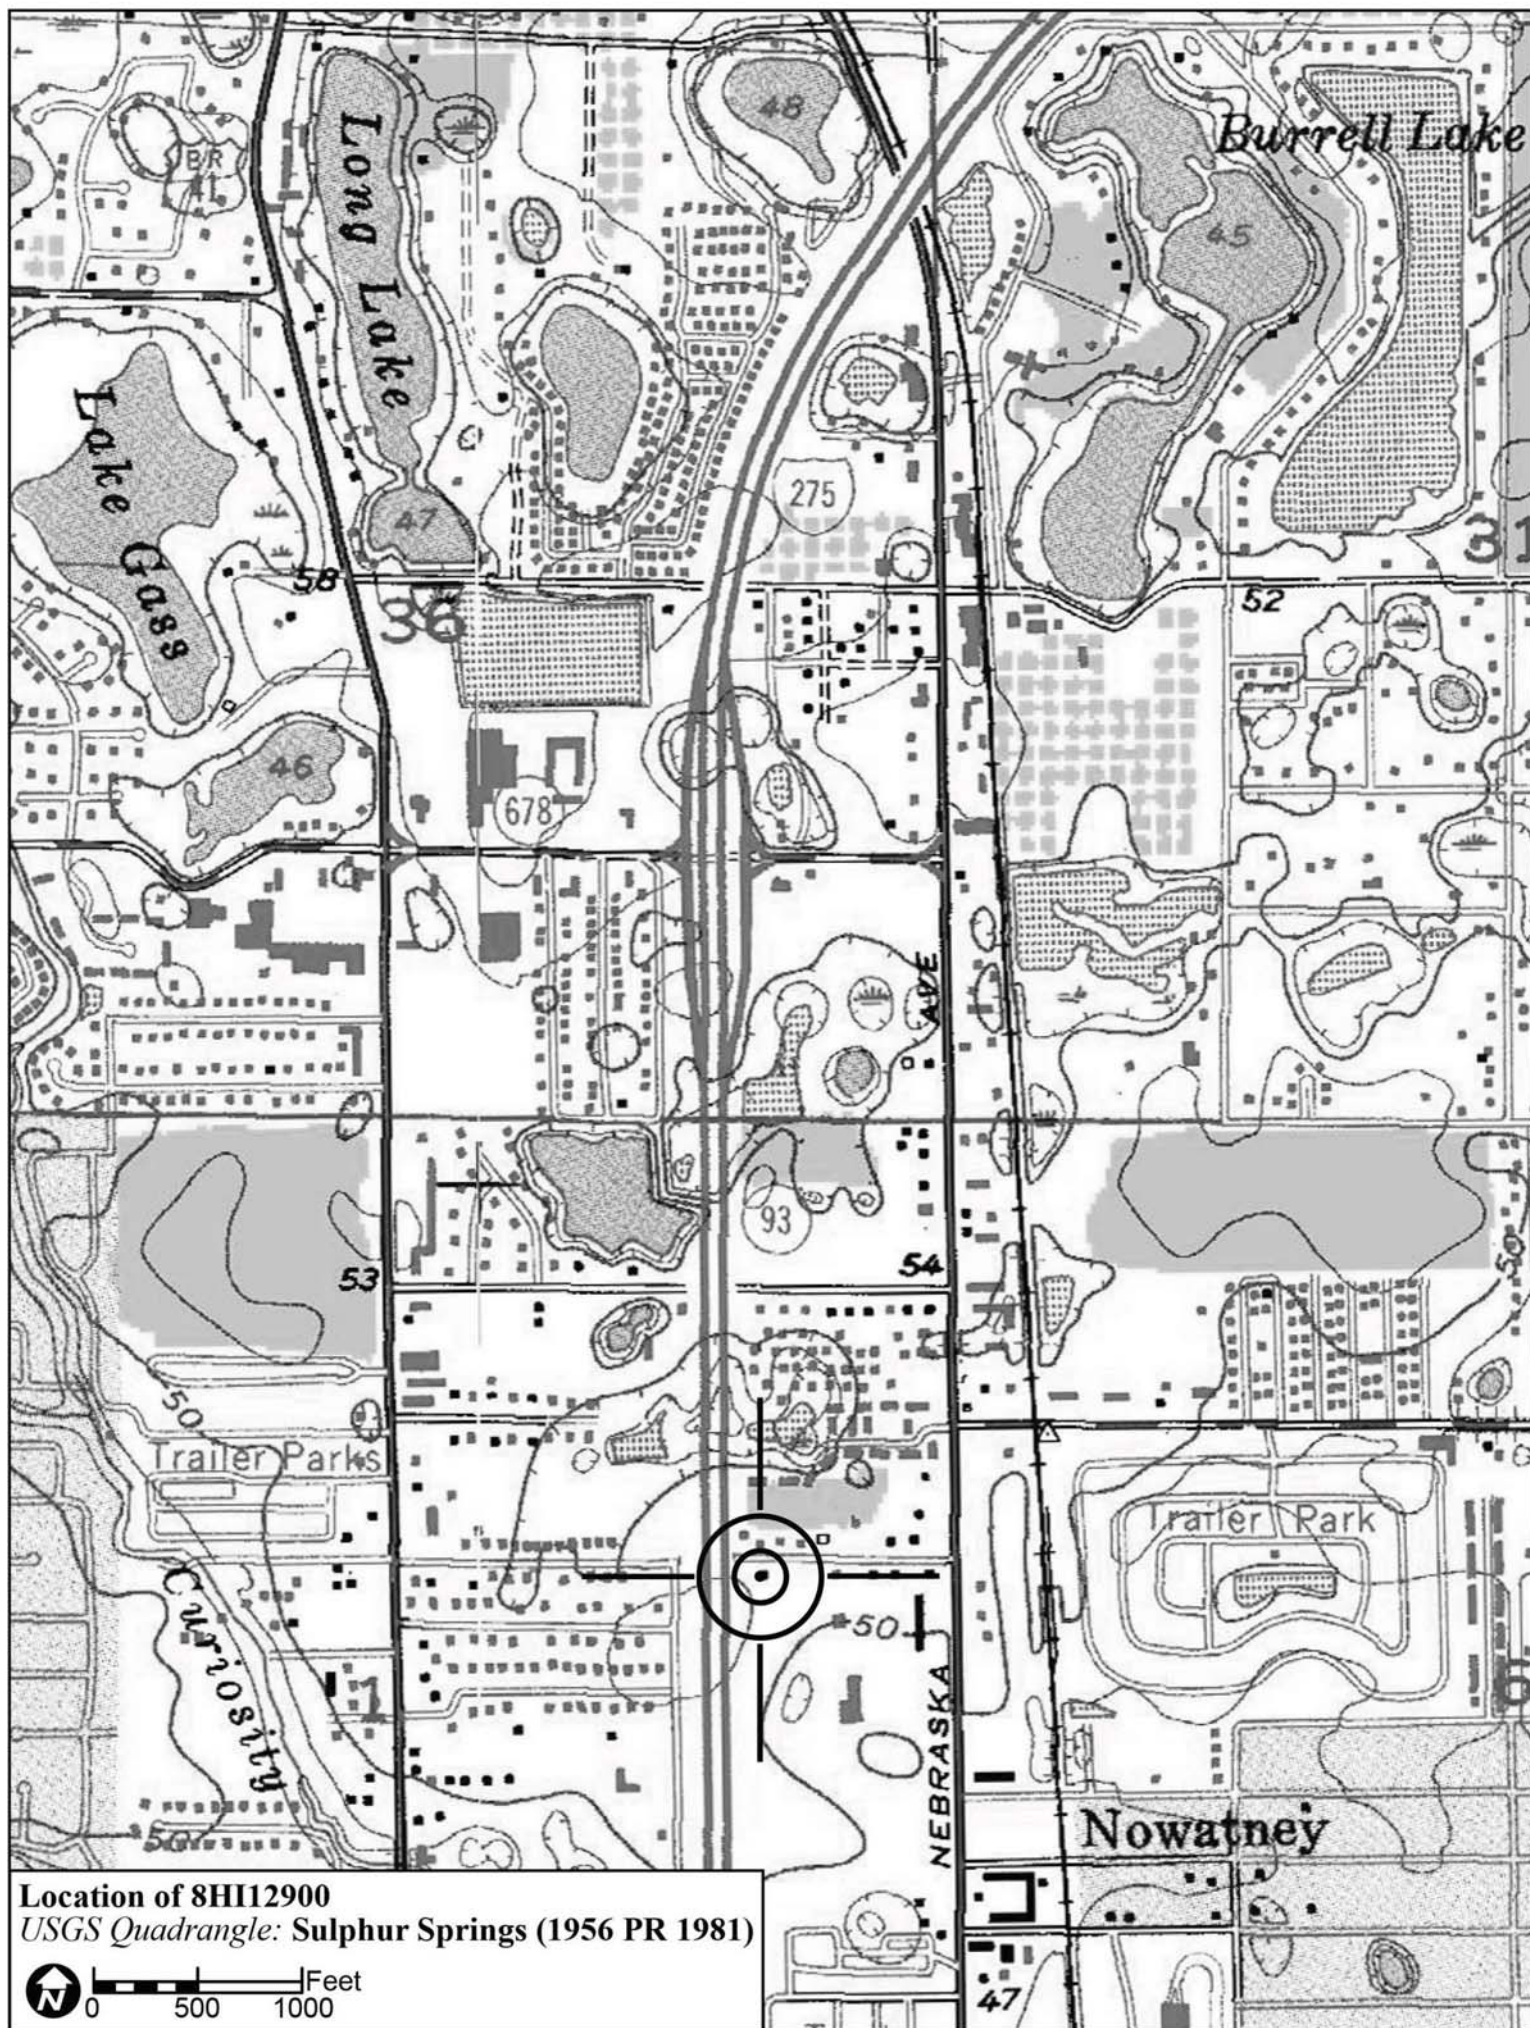 48
Burrell Lake
BR
41
Long Lake
45
Lake Gass
275
47
58
36
52
31
46
678
AVE
93
53
54
50
50
Trailer Parks
Trailer Park
Curiosity
50
1
6
NEBRASKA
Nowatney
50
47
Location of 8HI12900
USGS Quadrangle: Sulphur Springs (1956 PR 1981)
N
Feet
0 500 1000